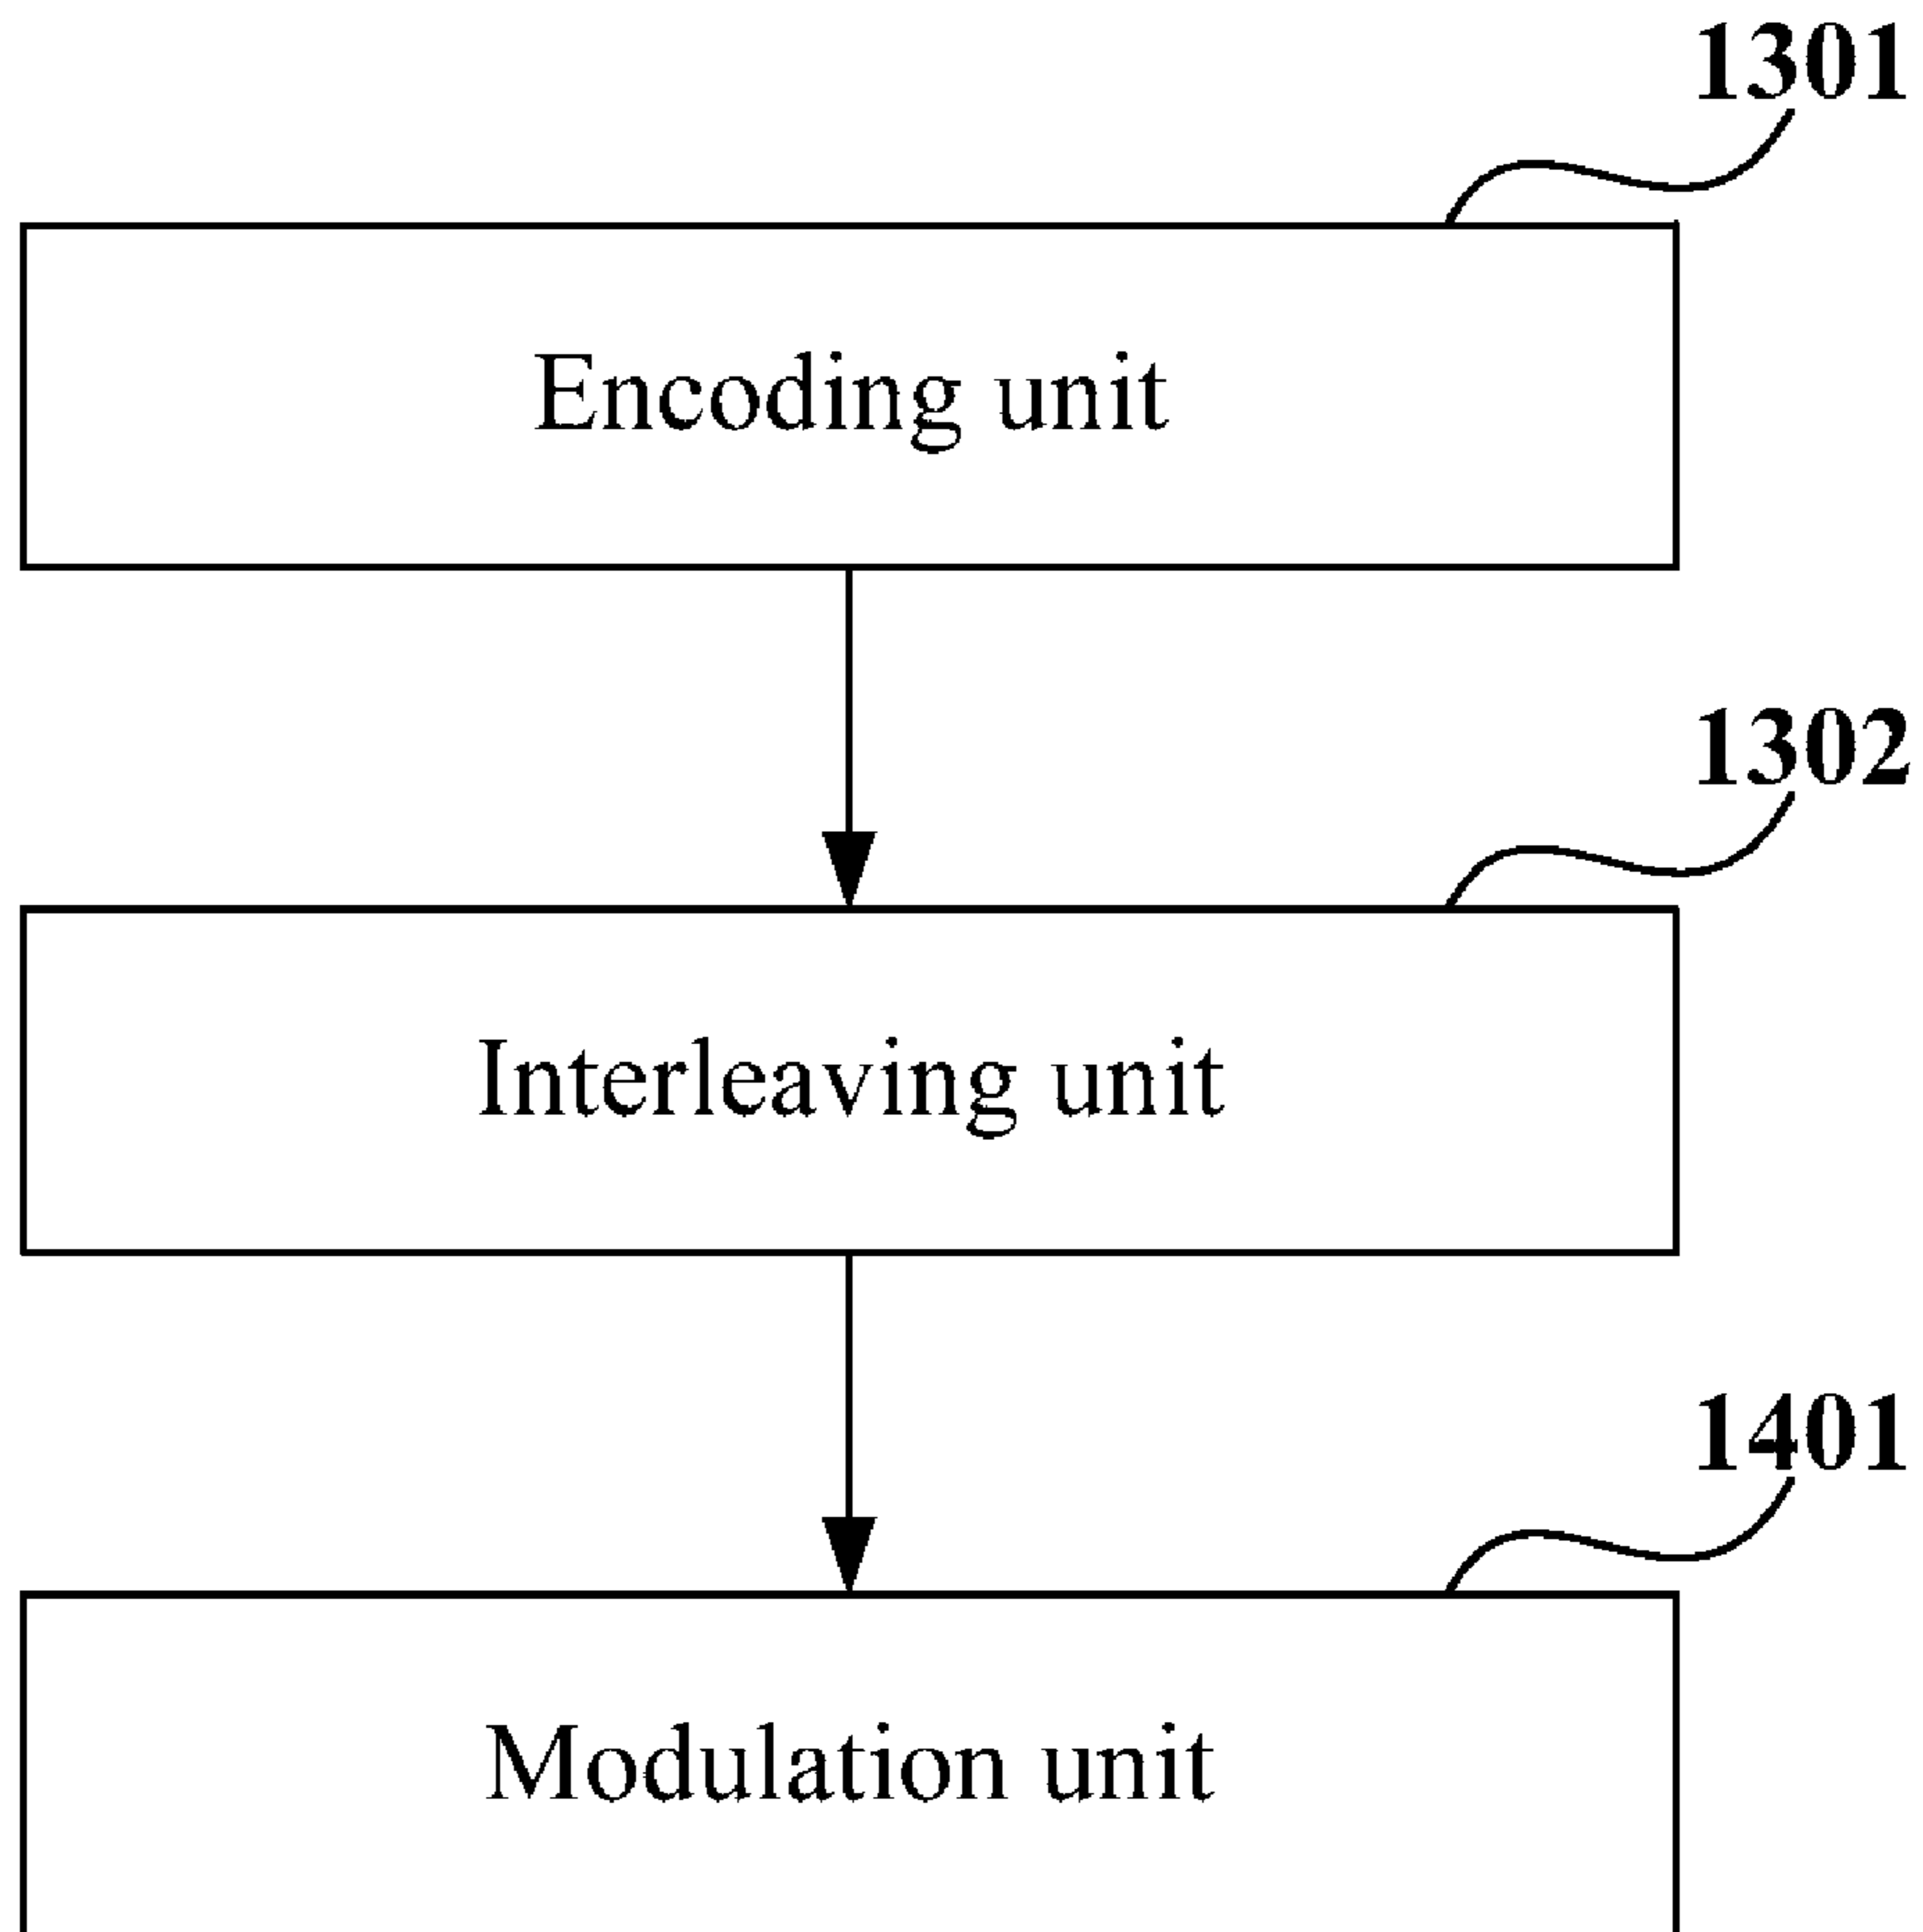 1301
Encoding unit
1302
Interleaving unit
1401
Modulation unit